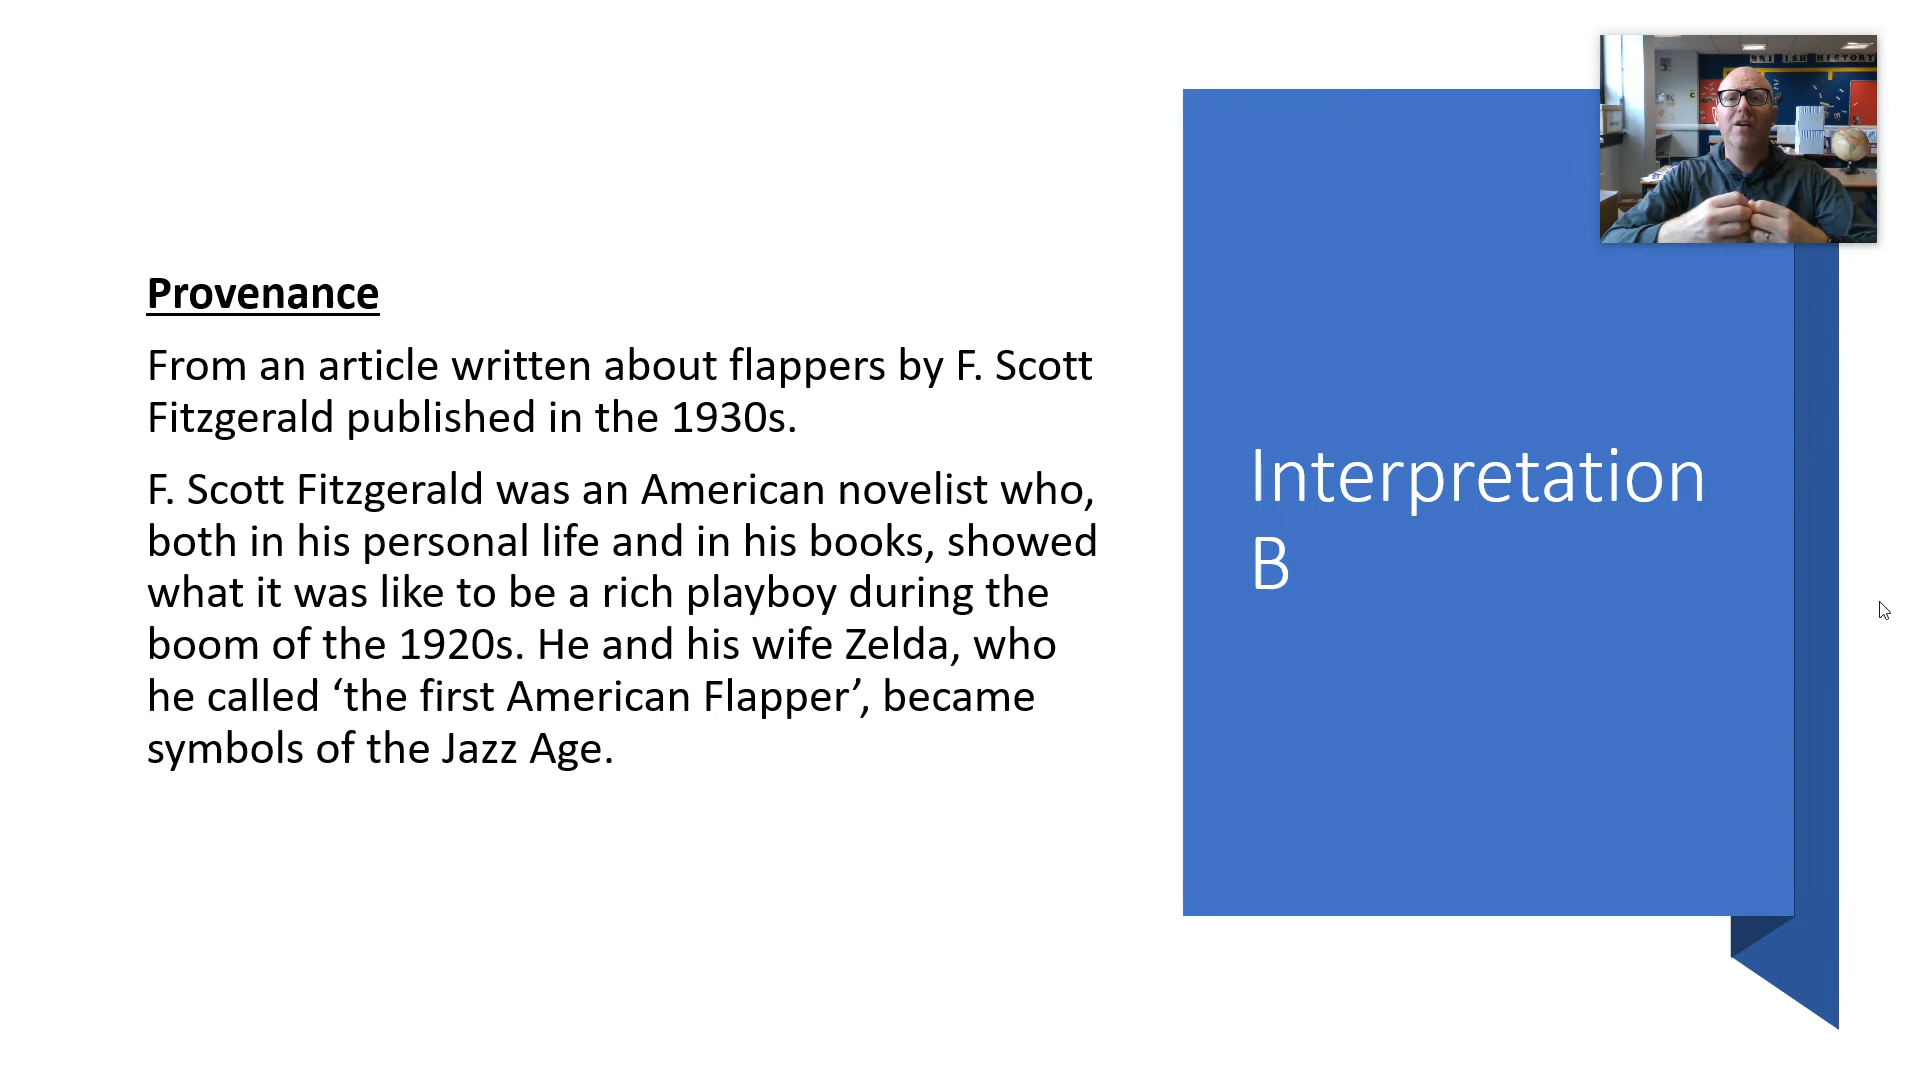 BRI ISH HISTORY
Provenance
From an article written about flappers by F. Scott
Fitzgerald published in the 1930s.
F. Scott Fitzgerald was an American novelist who,
both in his personal life and in his books, showed
what it was like to be a rich playboy during the
boom of the 1920s. He and his wife Zelda, who
he called ‘the first American Flapper’, became
symbols of the Jazz Age.
Interpretation
B